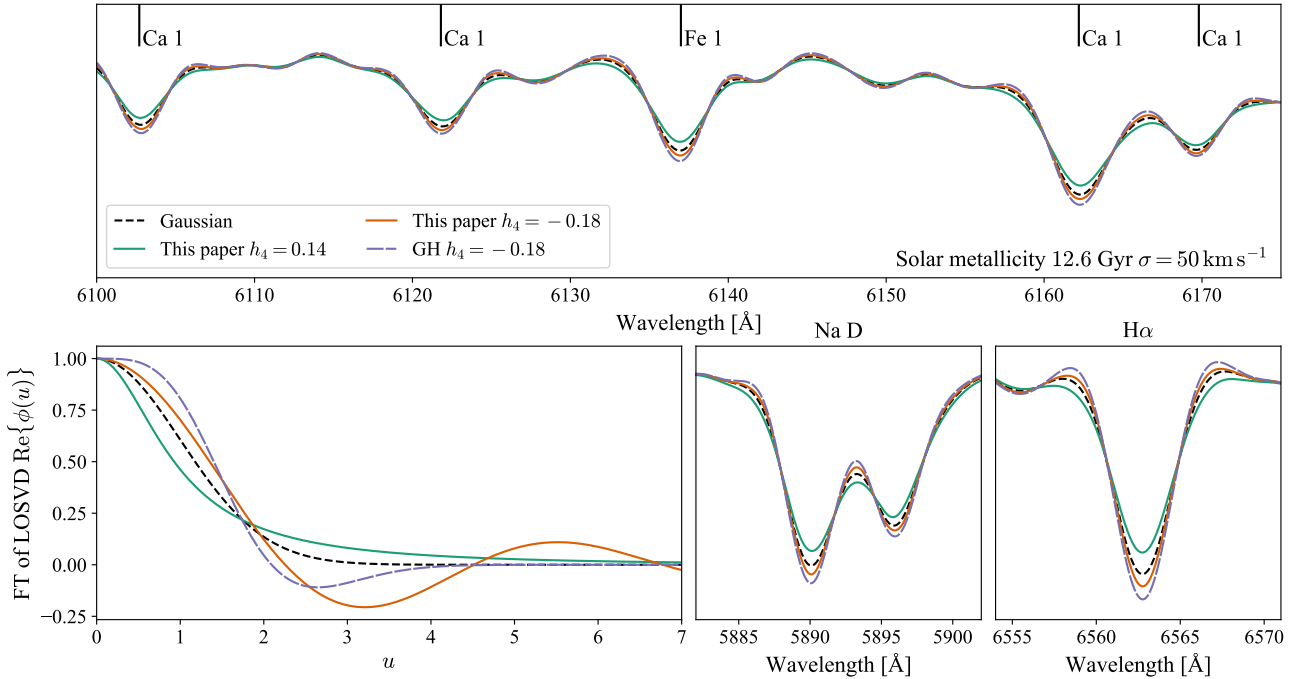 Ca 1 Ca 1 Fe 1 Ca 1 Ca 1
Gaussian
This paper h₄ = 0.14
This paper h₄ = −0.18
GH h₄ = −0.18
Solar metallicity 12.6 Gyr σ = 50 km s⁻¹
6100 6110 6120 6130 6140 6150 6160 6170
Wavelength [Å]
FT of LOSVD Re{ϕ(u)}
1.00
0.75
0.50
0.25
0.00
−0.25
0 1 2 3 4 5 6 7
u
Na D
5885 5890 5895 5900
Wavelength [Å]
Hα
6555 6560 6565 6570
Wavelength [Å]